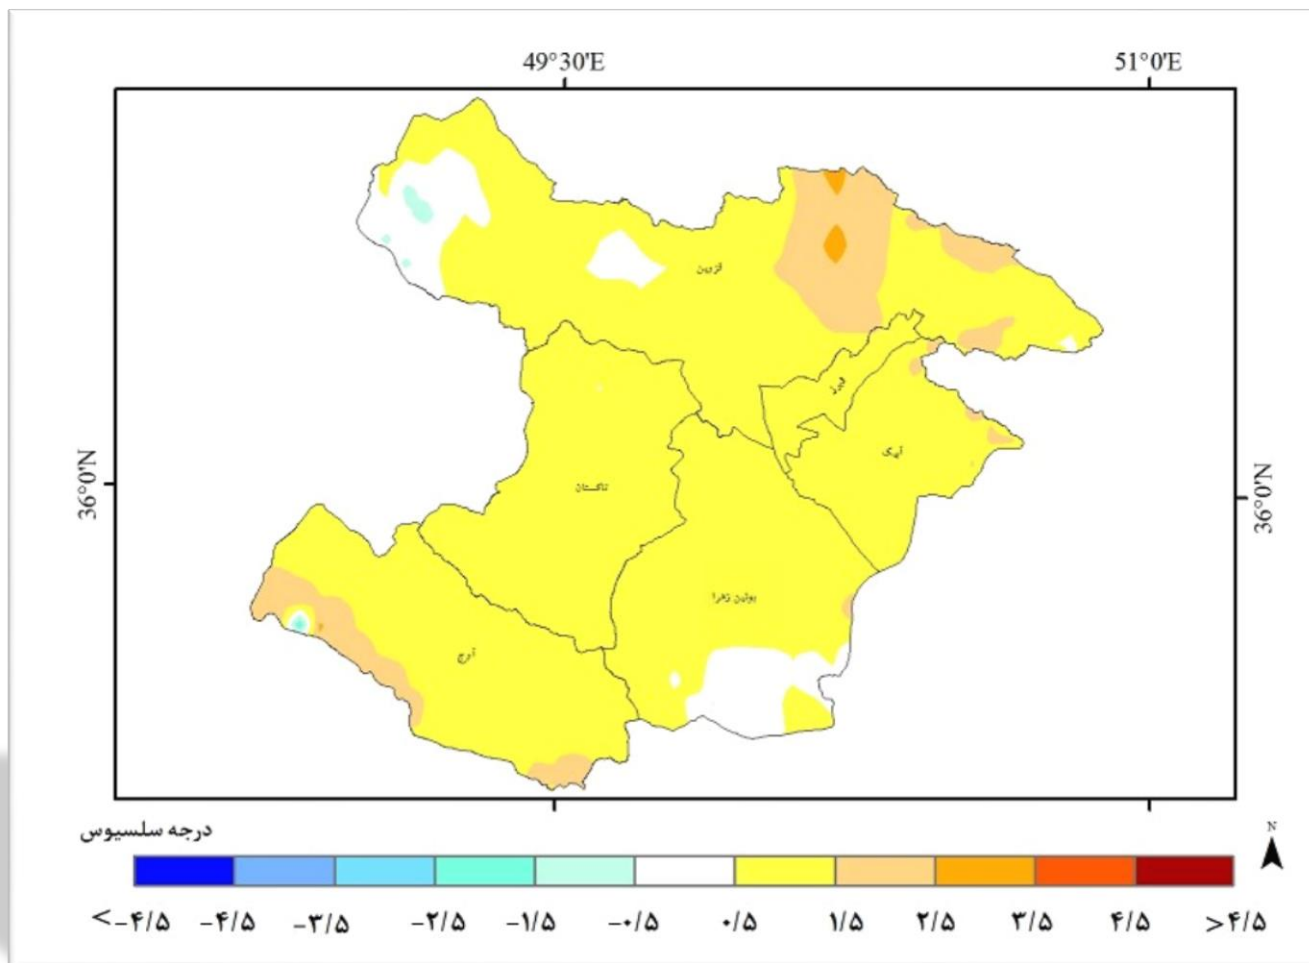 49°30'E 51°0'E
قزوین
البرز
آبیک
36°0'N 36°0'N
تاکستان
بوئین زهرا
آوج
درجه سلسیوس
N
<-۴/۵ -۴/۵ -۳/۵ -۲/۵ -۱/۵ -۰/۵ ۰/۵ ۱/۵ ۲/۵ ۳/۵ ۴/۵ >۴/۵